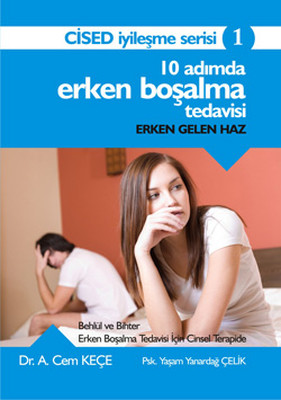 CİSED iyileşme serisi 1
10 adımda
erken boşalma
tedavisi
ERKEN GELEN HAZ
Behlül ve Bihter
Erken Boşalma Tedavisi İçin Cinsel Terapide
Dr. A. Cem KEÇE
Psk. Yaşam Yanardağ ÇELİK